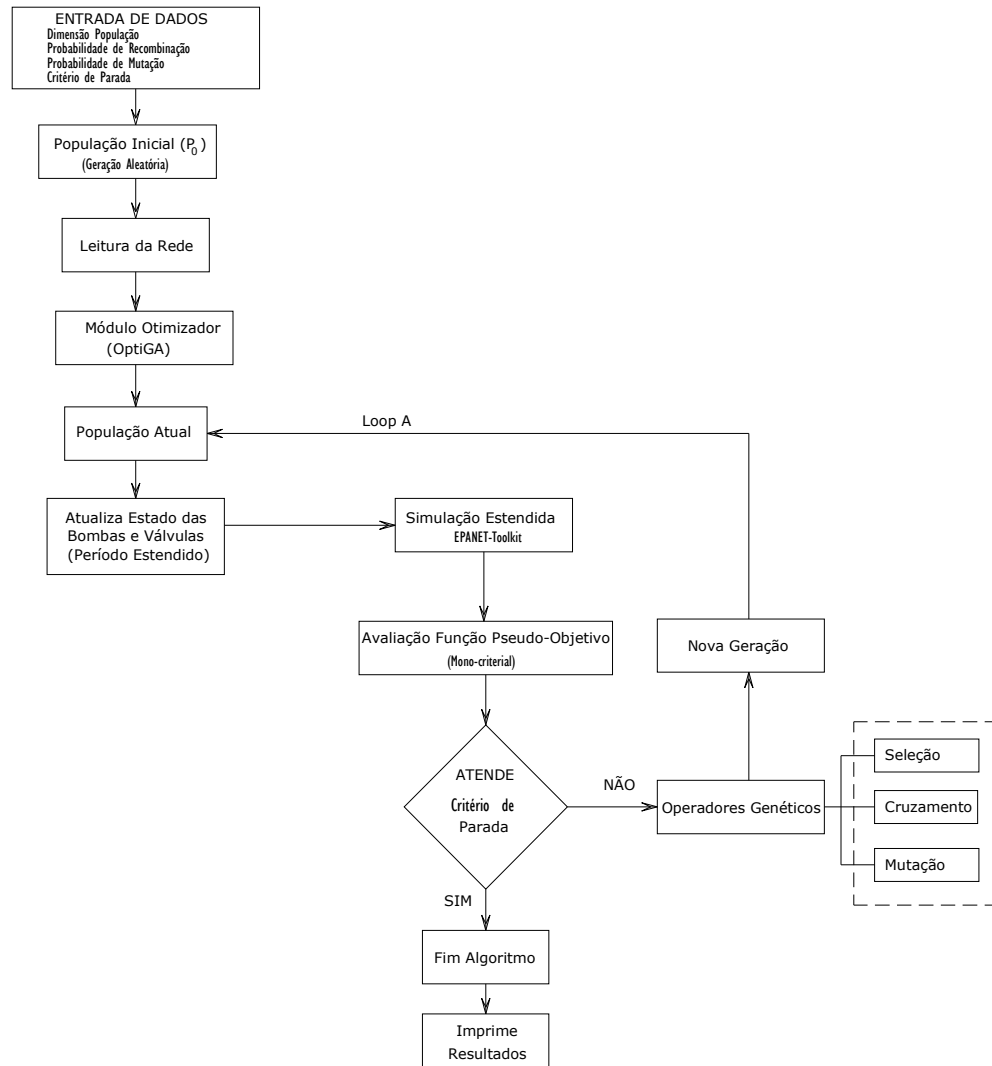 ENTRADA DE DADOS
Dimensão População
Probabilidade de Recombinação
Probabilidade de Mutação
Critério de Parada
População Inicial (P0)
(Geração Aleatória)
Leitura da Rede
Módulo Otimizador
(OptiGA)
Loop A
População Atual
Atualiza Estado das
Bombas e Válvulas
(Período Estendido)
Simulação Estendida
EPANET-Toolkit
Avaliação Função Pseudo-Objetivo
(Mono-criterial)
Nova Geração
ATENDE
Critério de
Parada
NÃO
Operadores Genéticos
Seleção
Cruzamento
Mutação
SIM
Fim Algoritmo
Imprime
Resultados